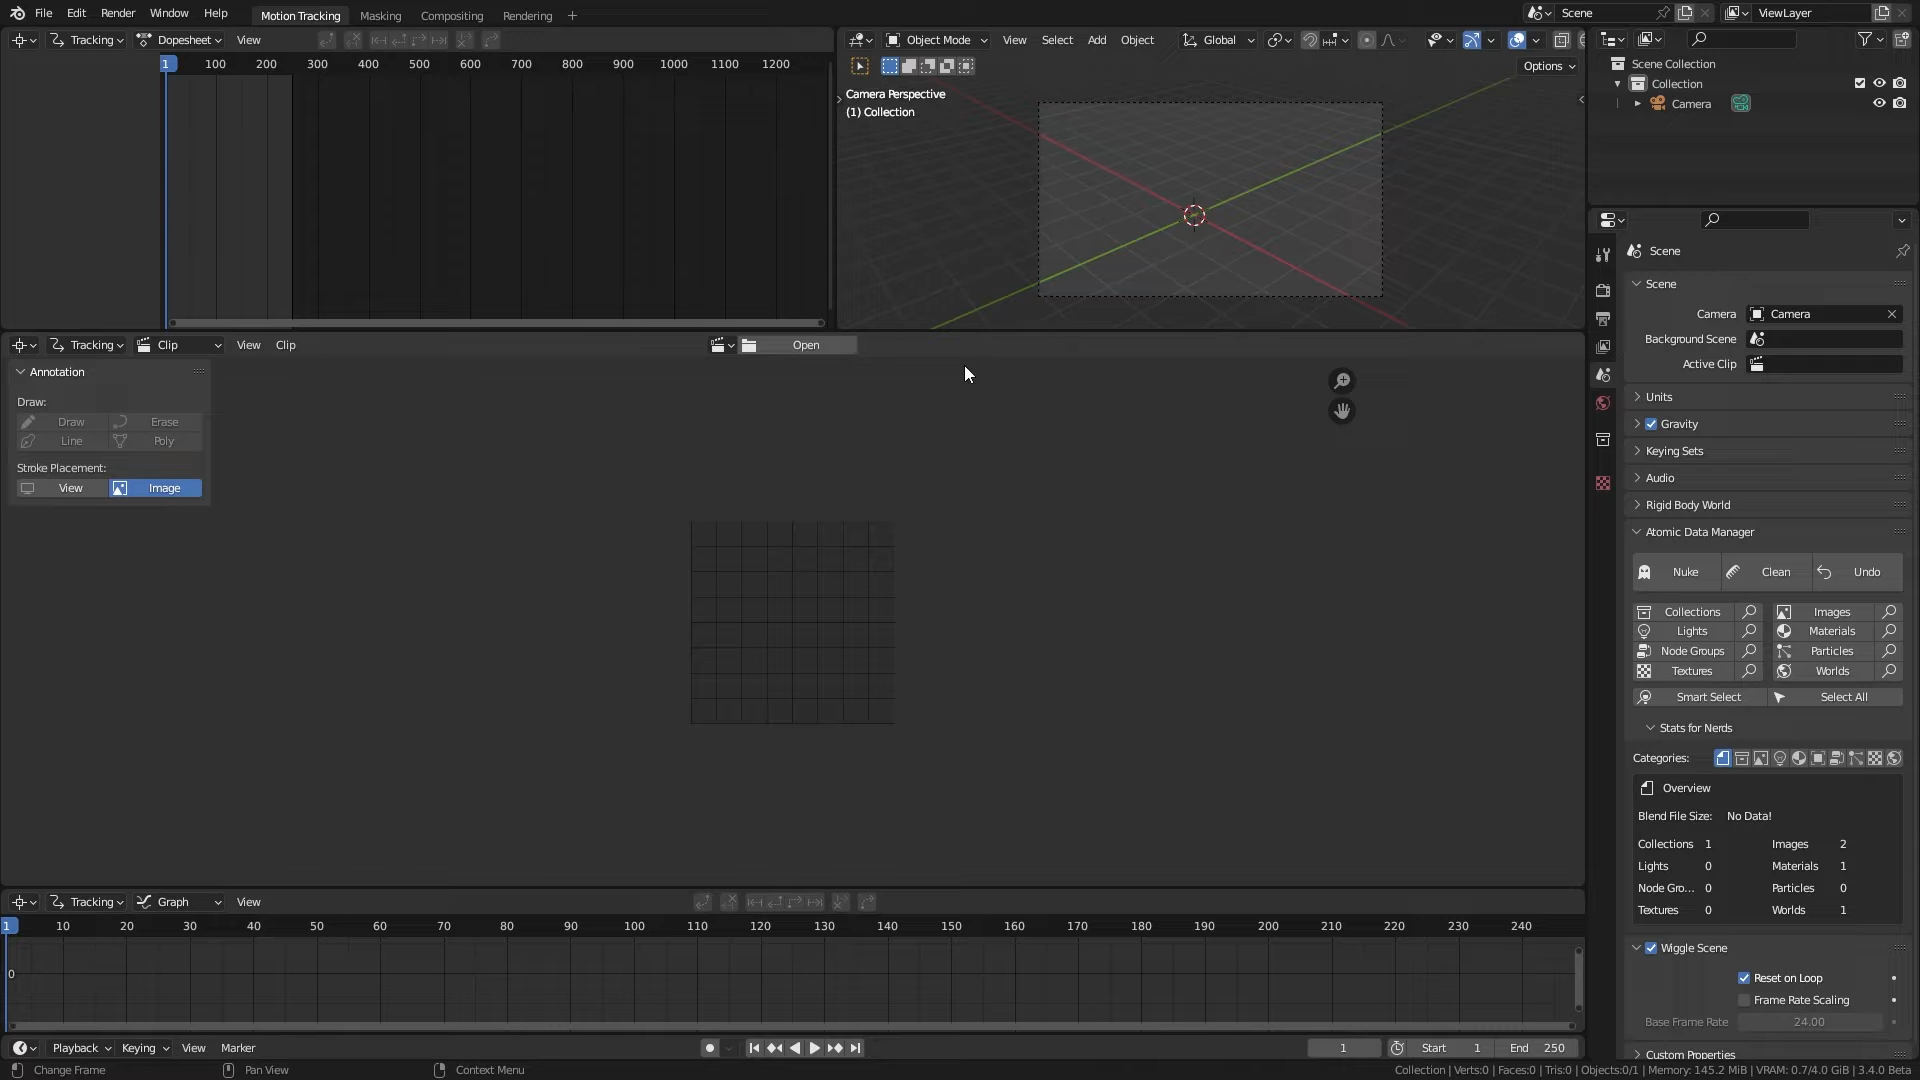 File Edit Render Window Help Motion Tracking Masking Compositing Rendering + Scene ViewLayer
Tracking Dopesheet View
1 100 200 300 400 500 600 700 800 900 1000 1100 1200
Object Mode View Select Add Object Global
Options
Camera Perspective
(1) Collection
Scene Collection
Collection
Camera
Tracking Clip View Clip Open
Annotation
Draw:
Draw Erase
Line Poly
Stroke Placement:
View Image
Scene
Scene
Camera Camera
Background Scene
Active Clip
Units
Gravity
Keying Sets
Audio
Rigid Body World
Atomic Data Manager
Nuke Clean Undo
Collections Images
Lights Materials
Node Groups Particles
Textures Worlds
Smart Select Select All
Stats for Nerds
Categories:
Overview
Blend File Size: No Data!
Collections 1 Images 2
Lights 0 Materials 1
Node Gro... 0 Particles 0
Textures 0 Worlds 1
Wiggle Scene
Reset on Loop
Frame Rate Scaling
Base Frame Rate 24.00
Custom Properties
Tracking Graph View
1 10 20 30 40 50 60 70 80 90 100 110 120 130 140 150 160 170 180 190 200 210 220 230 240
0
Playback Keying View Marker 1 Start 1 End 250
Change Frame Pan View Context Menu Collection | Verts:0 | Faces:0 | Tris:0 | Objects:0/1 | Memory: 145.2 MiB | VRAM: 0.7/4.0 GiB | 3.4.0 Beta